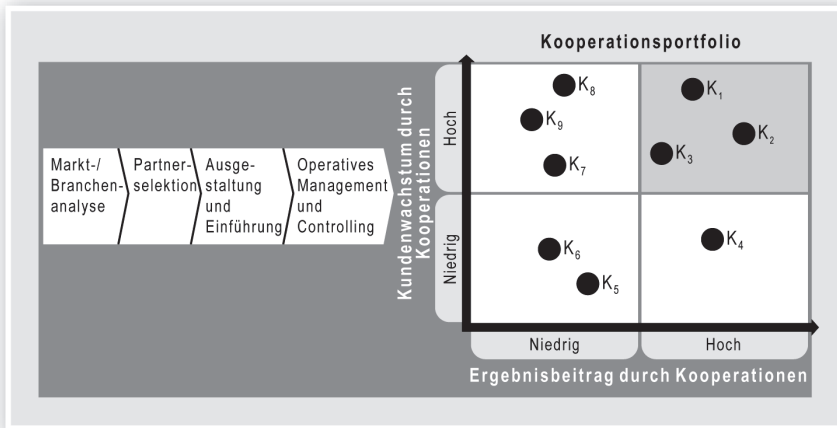 Kooperationsportfolio
Markt-/
Branchen-
analyse
Partner-
selektion
Ausge-
staltung
und
Einführung
Operatives
Management
und
Controlling
Kundenwachstum durch
Kooperationen
Hoch
Niedrig
K8
K9
K7
K1
K2
K3
K6
K5
K4
Niedrig
Hoch
Ergebnisbeitrag durch Kooperationen